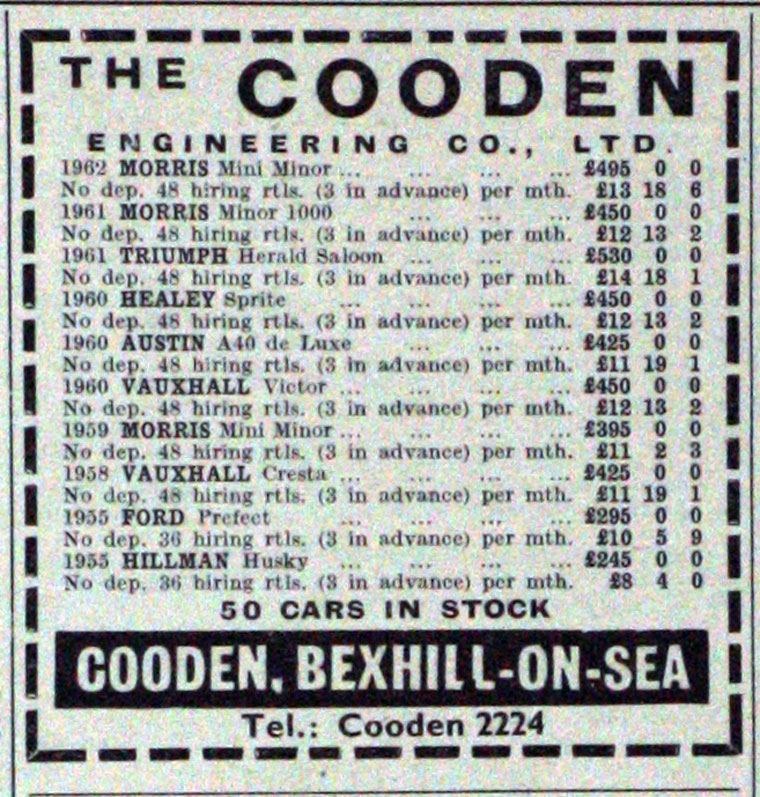 THE COODEN
ENGINEERING CO., LTD.
1962 MORRIS Mini Minor ... ... ... ... £495 0 0
No dep. 48 hiring rtls. (3 in advance) per mth. £13 18 6
1961 MORRIS Minor 1000 ... ... ... £450 0 0
No dep. 48 hiring rtls. (3 in advance) per mth. £12 13 2
1961 TRIUMPH Herald Saloon ... ... ... £530 0 0
No dep. 48 hiring rtls. (3 in advance) per mth. £14 18 1
1960 HEALEY Sprite ... ... ... ... £450 0 0
No dep. 48 hiring rtls. (3 in advance) per mth. £12 13 2
1960 AUSTIN A40 de Luxe ... ... ... £425 0 0
No dep. 48 hiring rtls. (3 in advance) per mth. £11 19 1
1960 VAUXHALL Victor ... ... ... ... £450 0 0
No dep. 48 hiring rtls. (3 in advance) per mth. £12 13 2
1959 MORRIS Mini Minor ... ... ... ... £395 0 0
No dep. 48 hiring rtls. (3 in advance) per mth. £11 2 3
1958 VAUXHALL Cresta ... ... ... ... £425 0 0
No dep. 48 hiring rtls. (3 in advance) per mth. £11 19 1
1955 FORD Prefect ... ... ... ... £295 0 0
No dep. 36 hiring rtls. (3 in advance) per mth. £10 5 9
1955 HILLMAN Husky ... ... ... ... £245 0 0
No dep. 36 hiring rtls. (3 in advance) per mth. £8 4 0
50 CARS IN STOCK
COODEN, BEXHILL-ON-SEA
Tel.: Cooden 2224